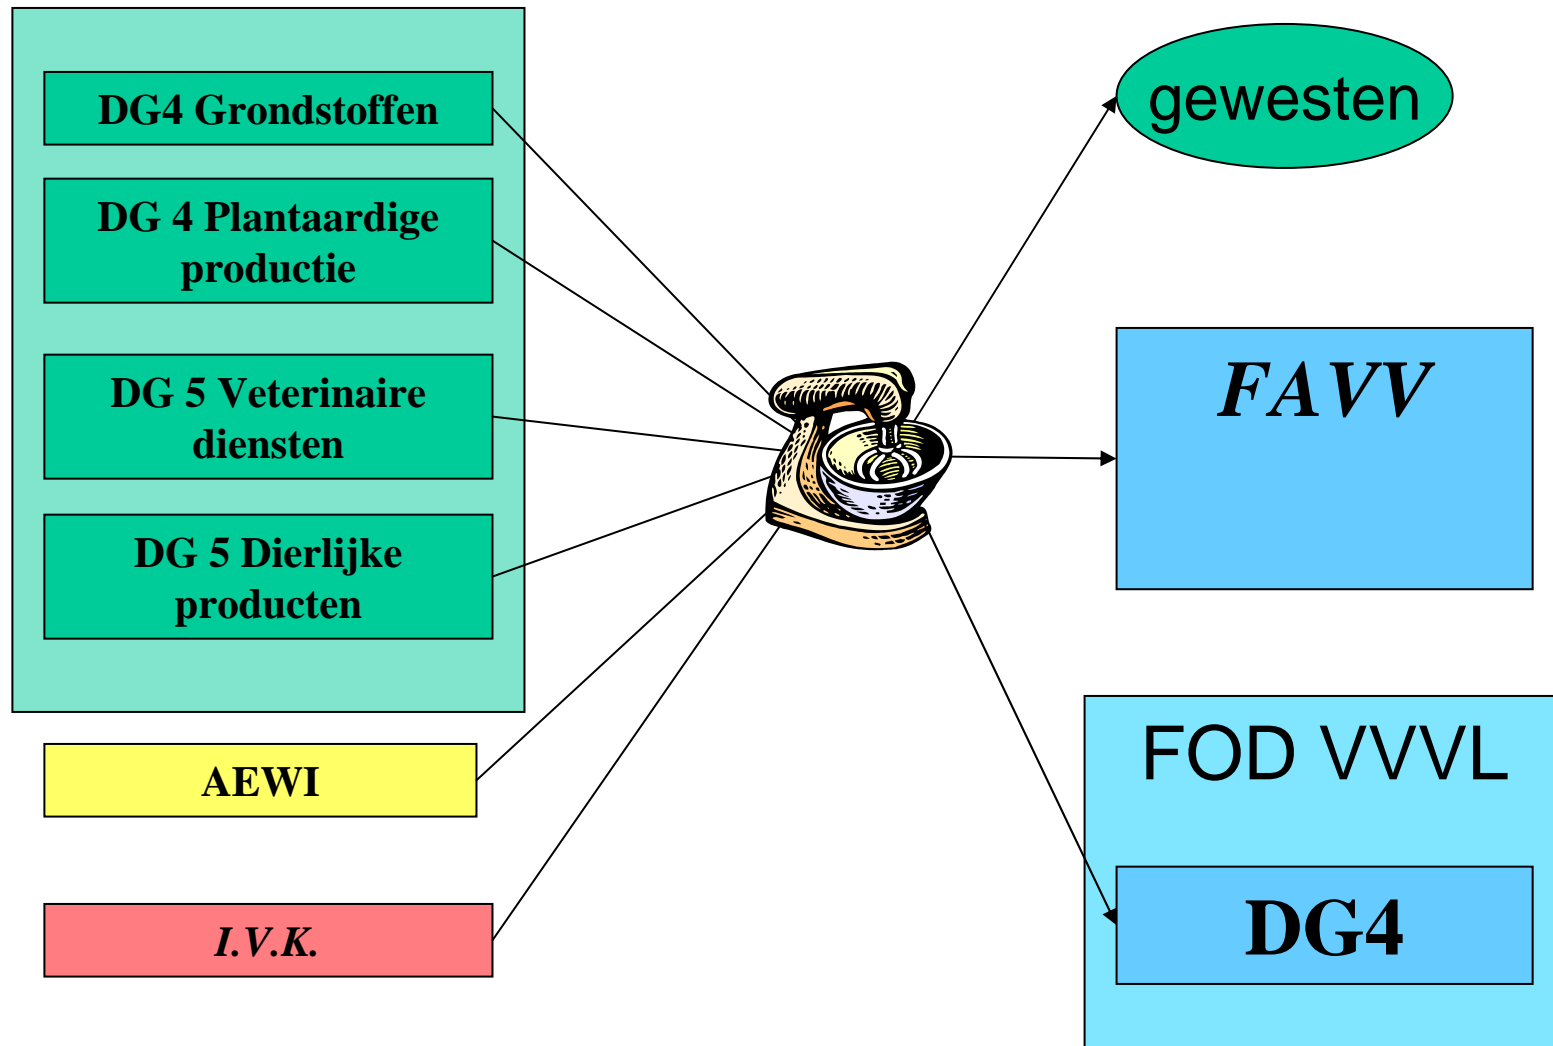 DG4 Grondstoffen
DG 4 Plantaardige
productie
DG 5 Veterinaire
diensten
DG 5 Dierlijke
producten
AEWI
I.V.K.
gewesten
FAVV
FOD VVVL
DG4